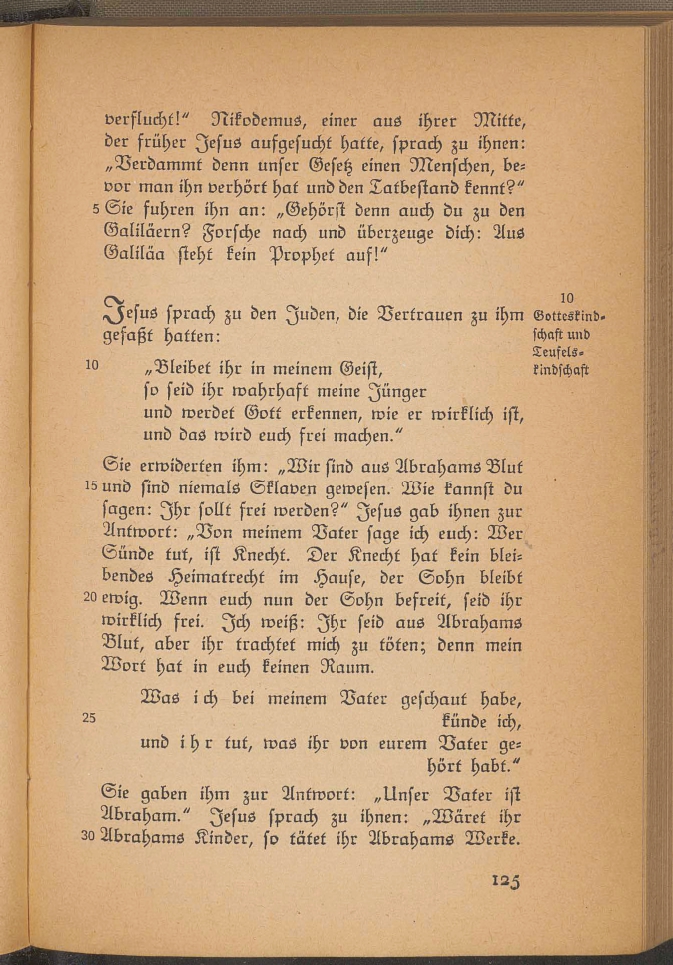 verflucht!“ Nikodemus, einer aus ihrer Mitte,
der früher Jesus aufgesucht hatte, sprach zu ihnen:
„Verdammt denn unser Gesetz einen Menschen, be-
vor man ihn verhört hat und den Tatbestand kennt?“
5 Sie fuhren ihn an: „Gehörst denn auch du zu den
Galiläern? Forsche nach und überzeuge dich: Aus
Galiläa steht kein Prophet auf!“
10
Gotteskind-
schaft und
Teufels-
kindschaft
Jesus sprach zu den Juden, die Vertrauen zu ihm
gefaßt hatten:
10 „Bleibet ihr in meinem Geist,
so seid ihr wahrhaft meine Jünger
und werdet Gott erkennen, wie er wirklich ist,
und das wird euch frei machen.“
Sie erwiderten ihm: „Wir sind aus Abrahams Blut
15 und sind niemals Sklaven gewesen. Wie kannst du
sagen: Ihr sollt frei werden?“ Jesus gab ihnen zur
Antwort: „Von meinem Vater sage ich euch: Wer
Sünde tut, ist Knecht. Der Knecht hat kein blei-
bendes Heimatrecht im Hause, der Sohn bleibt
20 ewig. Wenn euch nun der Sohn befreit, seid ihr
wirklich frei. Ich weiß: Ihr seid aus Abrahams
Blut, aber ihr trachtet mich zu töten; denn mein
Wort hat in euch keinen Raum.
Was ich bei meinem Vater geschaut habe,
25 künde ich,
und ihr tut, was ihr von eurem Vater ge-
hört habt.“
Sie gaben ihm zur Antwort: „Unser Vater ist
Abraham.“ Jesus sprach zu ihnen: „Wäret ihr
30 Abrahams Kinder, so tätet ihr Abrahams Werke.
125